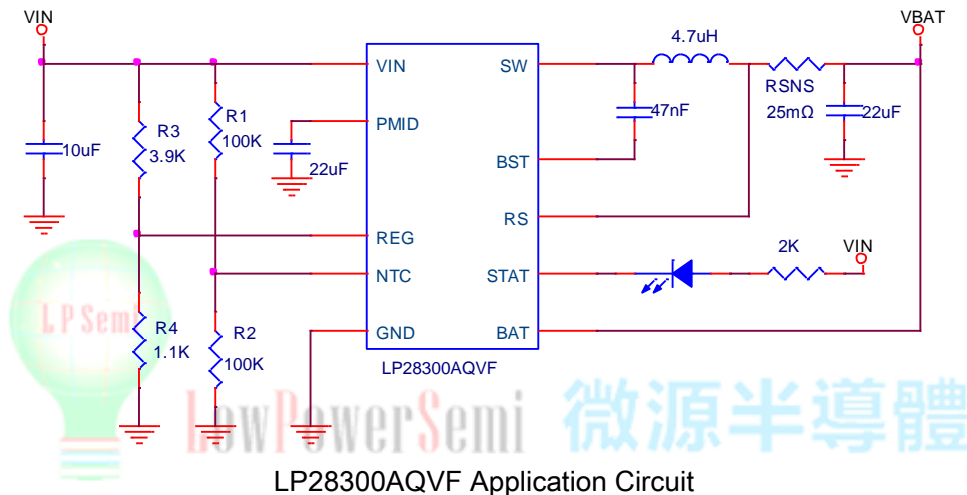 VIN
VBAT
4.7uH
VIN
SW
R1
100K
RSNS
25mΩ
47nF
22uF
PMID
R3
3.9K
10uF
22uF
BST
RS
REG
2K
VIN
NTC
STAT
LP Semi
R4
1.1K
R2
100K
GND
BAT
LP28300AQVF
LowPowerSemi 微源半導體
LP28300AQVF Application Circuit